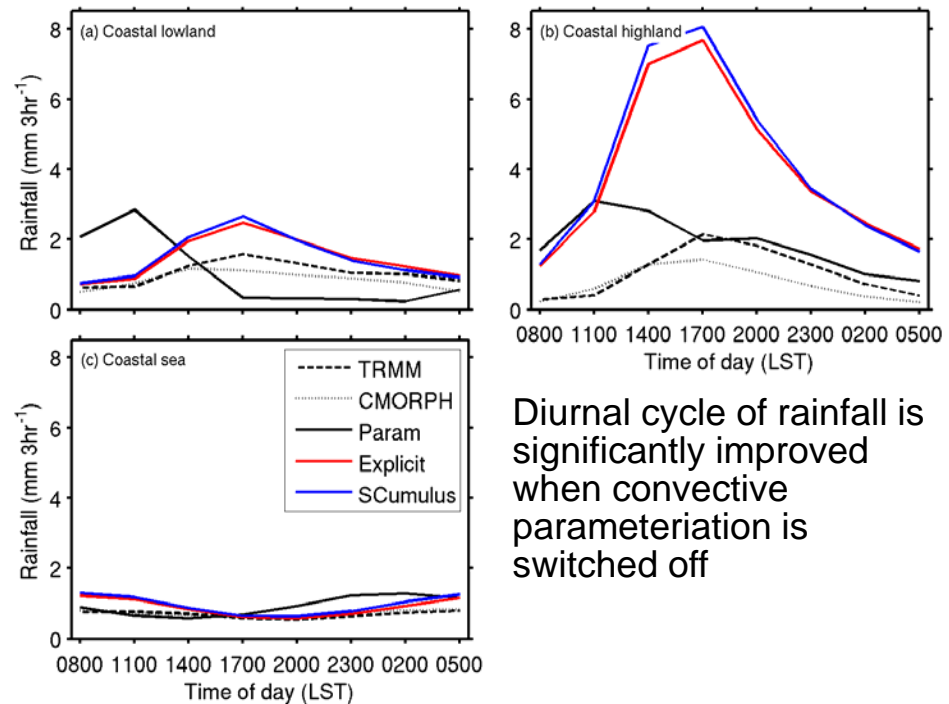 (a) Coastal lowland
Rainfall (mm 3hr⁻¹)
8
6
4
2
0
(b) Coastal highland
8
6
4
2
0
0800 1100 1400 1700 2000 2300 0200 0500
Time of day (LST)
(c) Coastal sea
Rainfall (mm 3hr⁻¹)
8
6
4
2
0
TRMM
CMORPH
Param
Explicit
SCumulus
0800 1100 1400 1700 2000 2300 0200 0500
Time of day (LST)
Diurnal cycle of rainfall is
significantly improved
when convective
parameteriation is
switched off